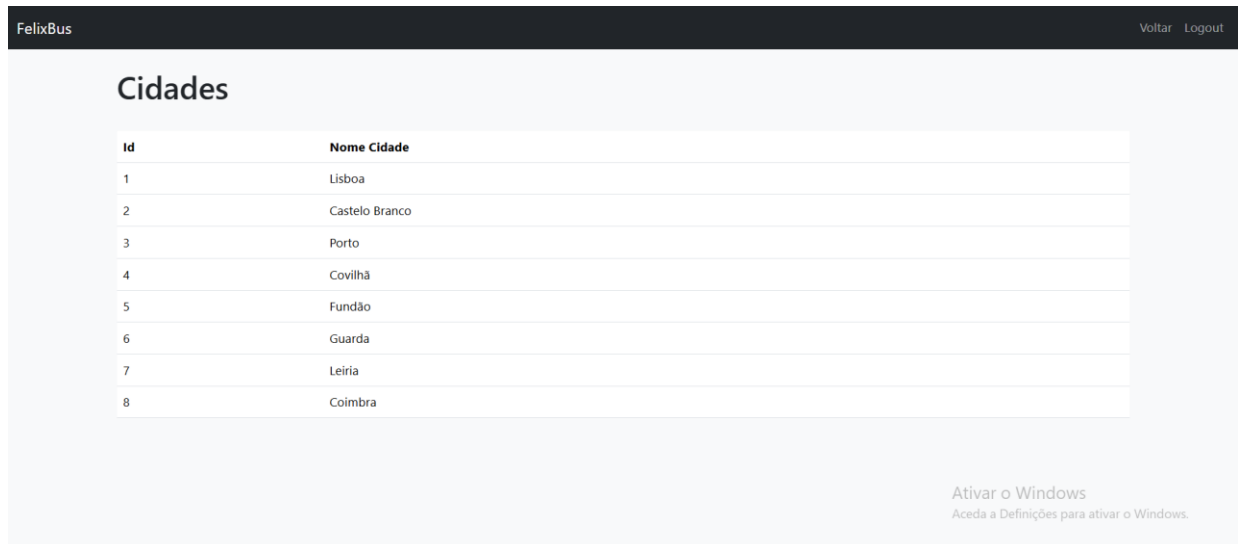 FelixBus Voltar Logout
Cidades
Id Nome Cidade
1 Lisboa
2 Castelo Branco
3 Porto
4 Covilhã
5 Fundão
6 Guarda
7 Leiria
8 Coimbra
Ativar o Windows
Aceda a Definições para ativar o Windows.